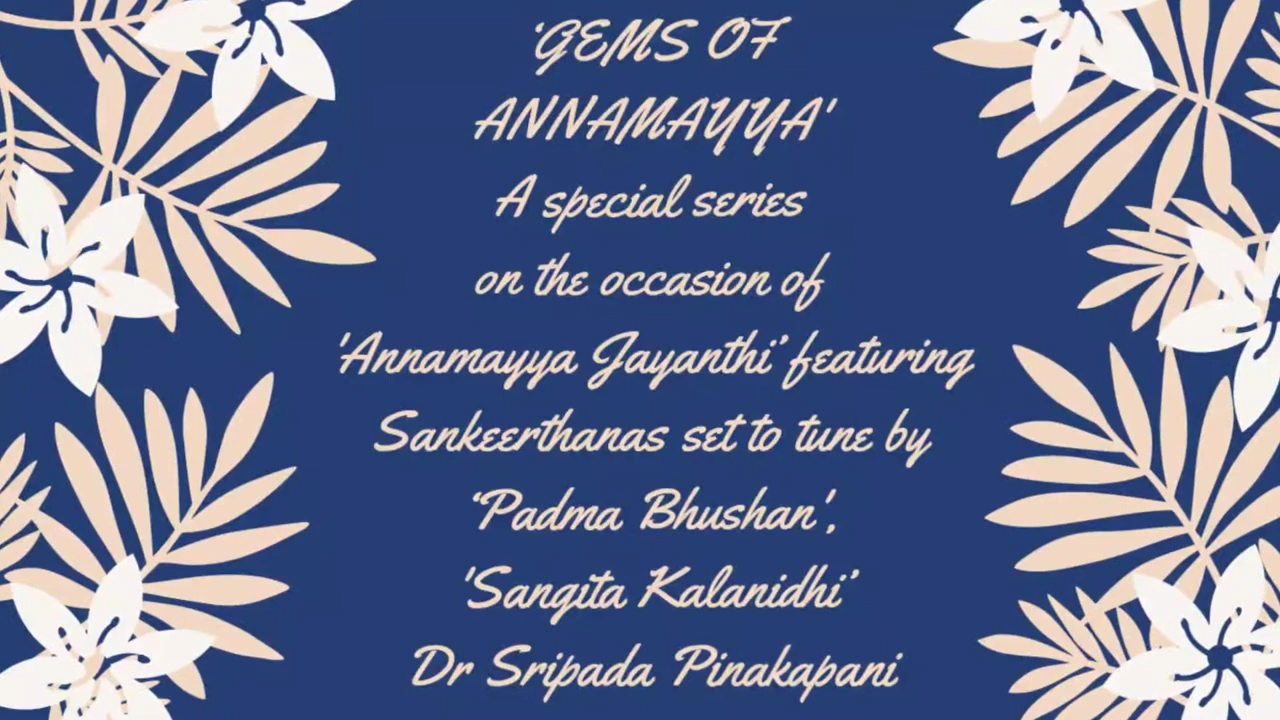 ‘GEMS OF
ANNAMAYYA'
A special series
on the occasion of
'Annamayya Jayanthi’ featuring
Sankeerthanas set to tune by
‘Padma Bhushan’,
'Sangita Kalanidhi’
Dr Sripada Pinakapani